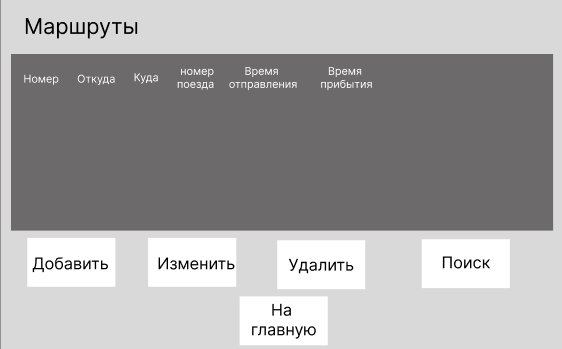 Маршруты
Номер Откуда Куда номер поезда Время отправления Время прибытия
Добавить Изменить Удалить Поиск
На
главную